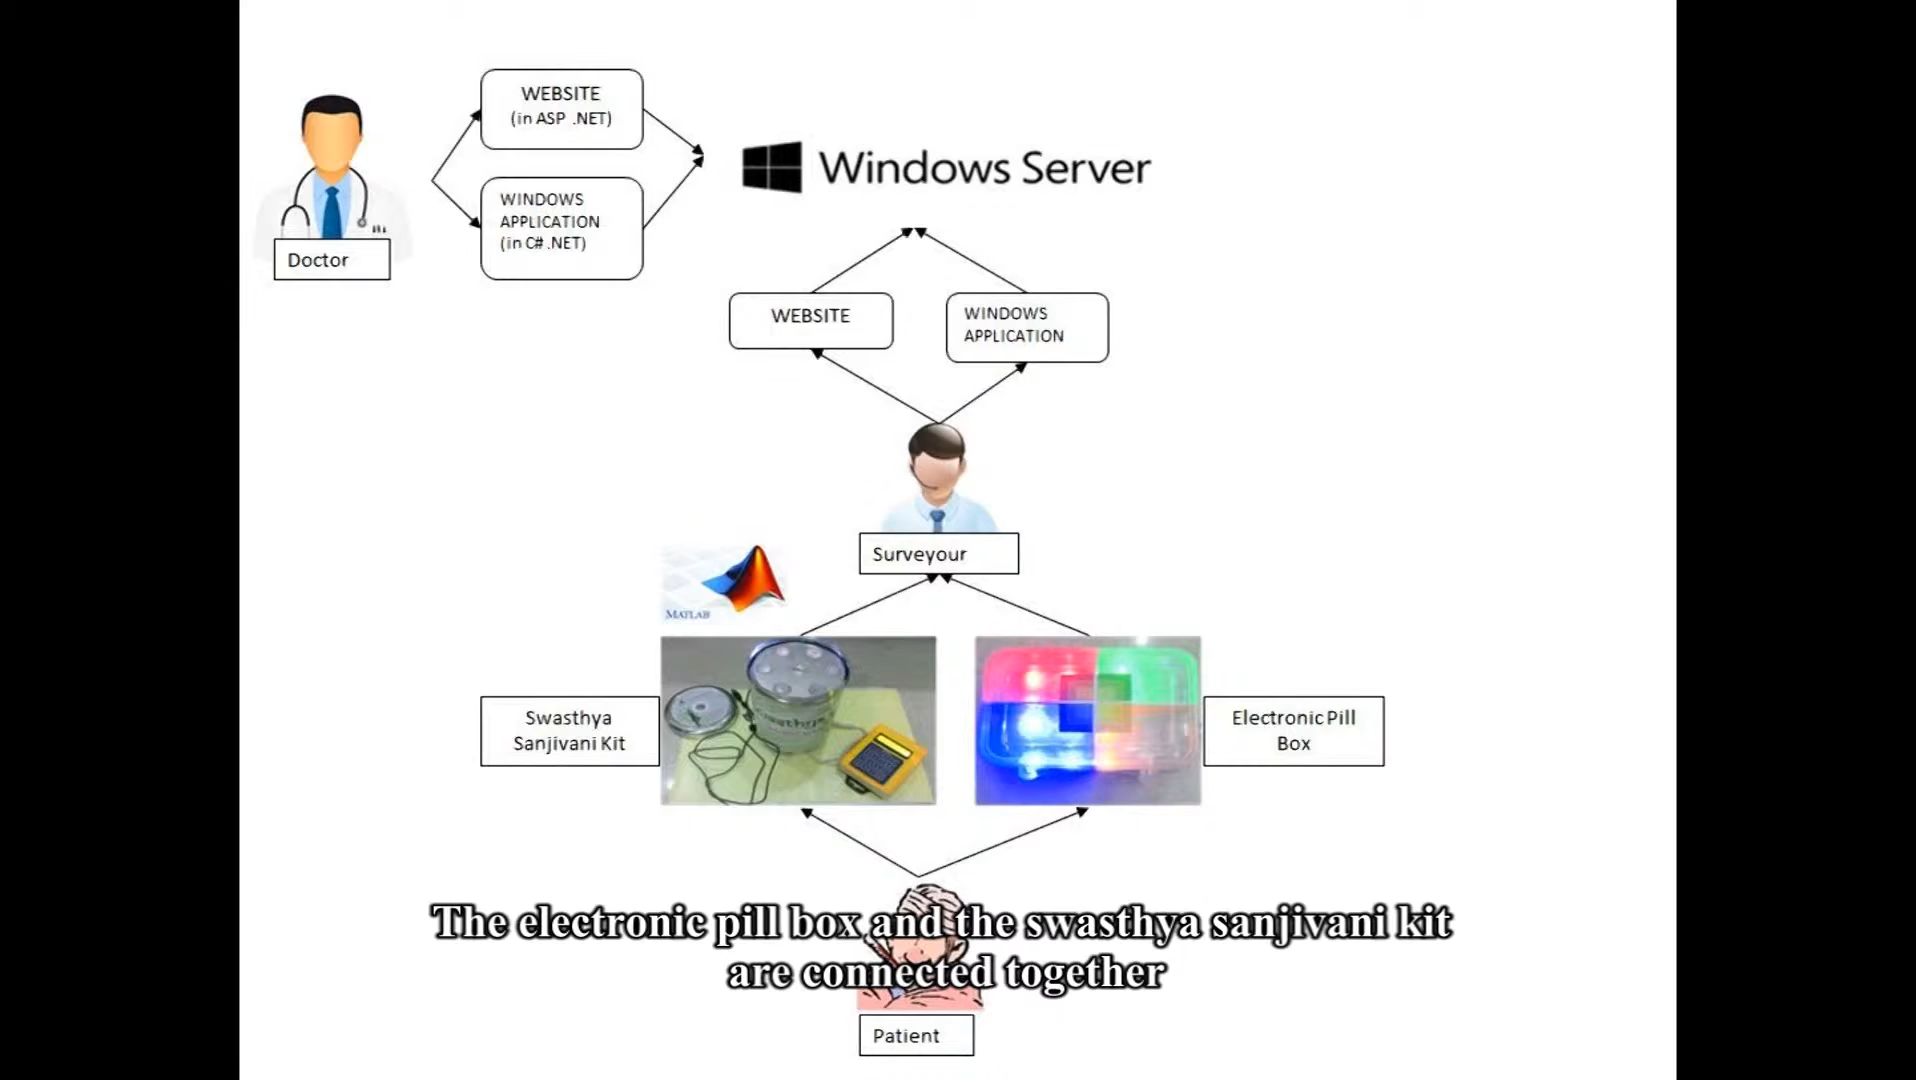 WEBSITE
(in ASP .NET)
Windows Server
WINDOWS
APPLICATION
(in C# .NET)
Doctor
WEBSITE
WINDOWS
APPLICATION
Surveyour
MATLAB
Swasthya
Sanjivani Kit
Swasthya
Electronic Pill
Box
The electronic pill box and the swasthya sanjivani kit
are connected together
Patient